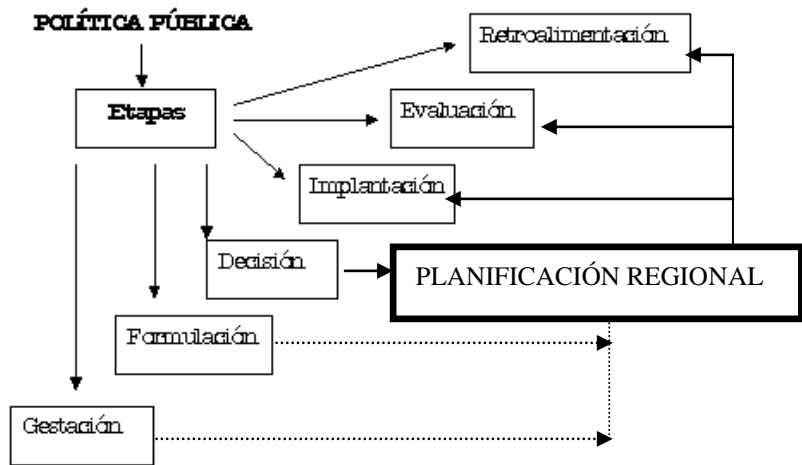 POLÍTICA PÚBLICA
Retroalimentación
Etapas
Evaluación
Implantación
Decisión
PLANIFICACIÓN REGIONAL
Formulación
Gestación